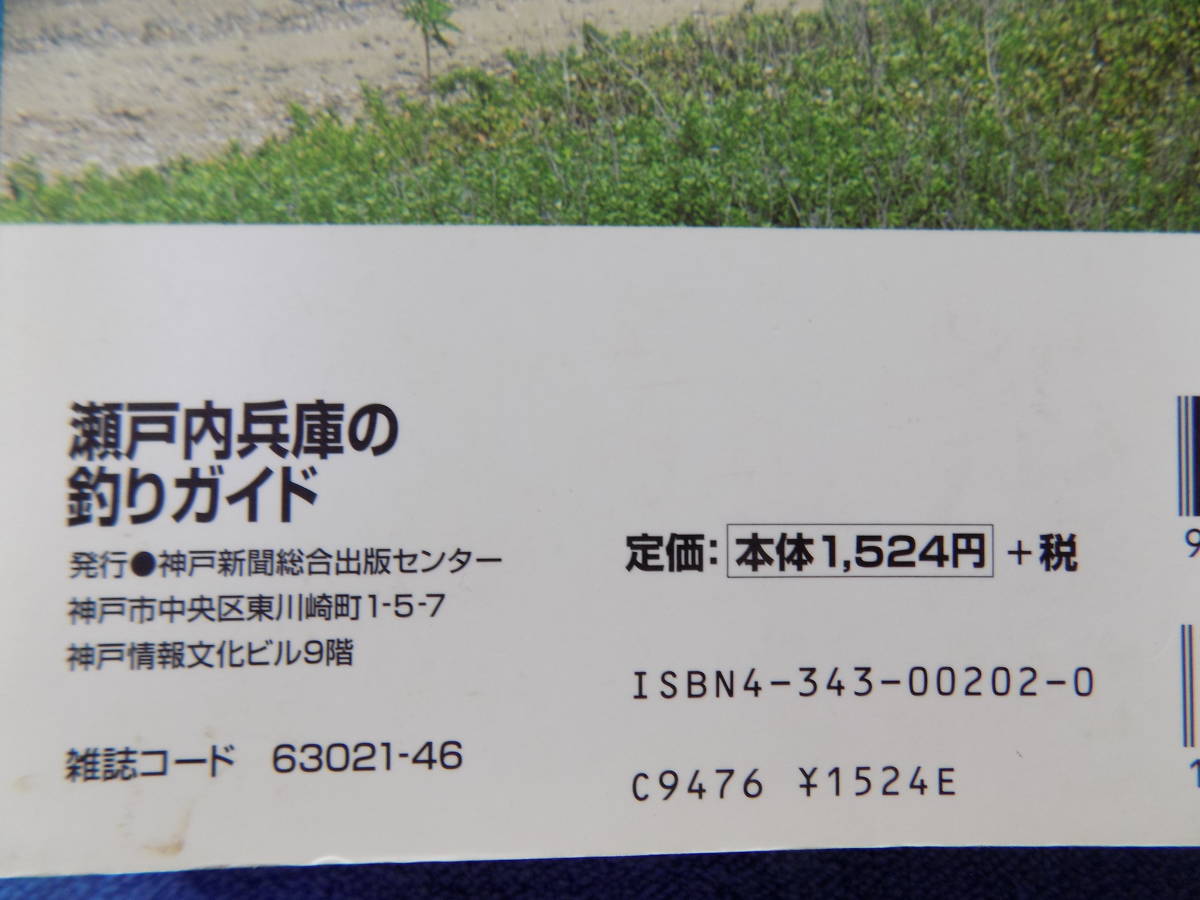 瀬戸内兵庫の
釣りガイド
発行●神戸新聞総合出版センター
神戸市中央区東川崎町1-5-7
神戸情報文化ビル9階
雑誌コード 63021-46
定価:本体1,524円+税
ISBN4-343-00202-0
C9476 ¥1524E
9
1